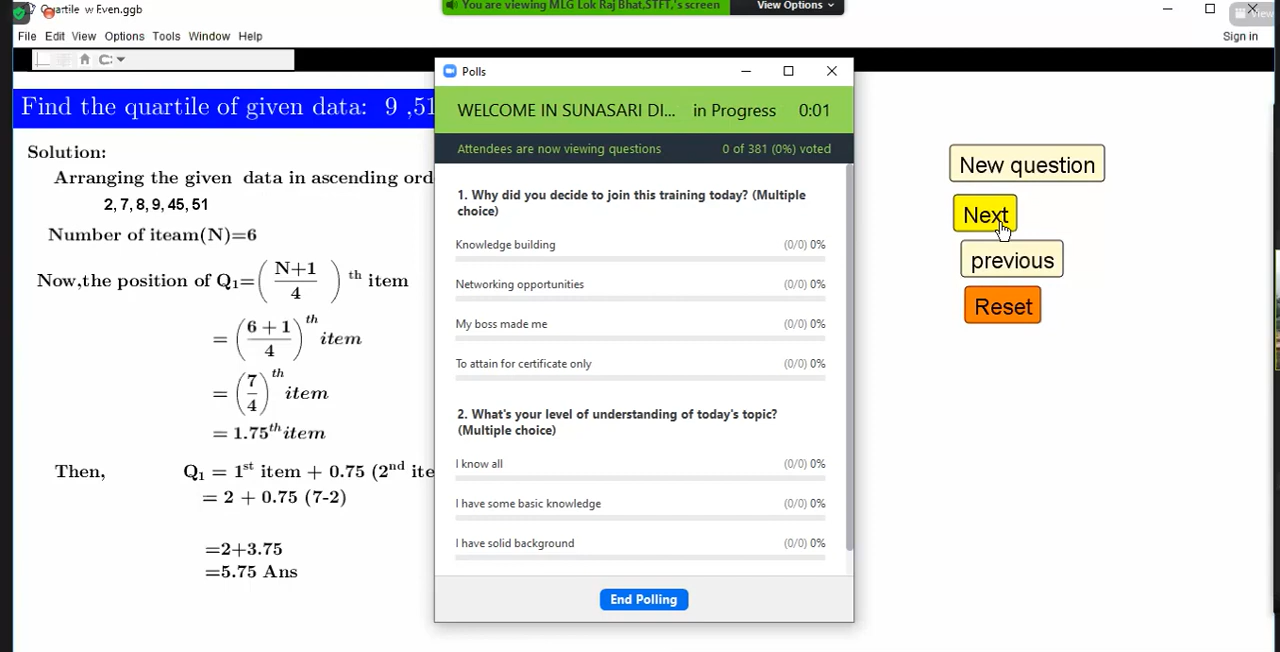 Quartile w Even.ggb
You are viewing MLG Lok Raj Bhat,STFT,'s screen
View Options
View
File Edit View Options Tools Window Help
Sign in
C:
Find the quartile of given data: 9 ,51
Solution:
Arranging the given data in ascending ord
2, 7, 8, 9, 45, 51
Number of iteam(N)=6
Now,the position of Q₁=( N+1 / 4 ) th item
= ( 6 + 1 / 4 )th item
= ( 7 / 4 )th item
= 1.75th item
Then, Q₁ = 1st item + 0.75 (2nd ite
= 2 + 0.75 (7-2)
=2+3.75
=5.75 Ans
Polls
WELCOME IN SUNASARI DI... in Progress 0:01
Attendees are now viewing questions 0 of 381 (0%) voted
1. Why did you decide to join this training today? (Multiple
choice)
Knowledge building (0/0) 0%
Networking opportunities (0/0) 0%
My boss made me (0/0) 0%
To attain for certificate only (0/0) 0%
2. What's your level of understanding of today's topic?
(Multiple choice)
I know all (0/0) 0%
I have some basic knowledge (0/0) 0%
I have solid background (0/0) 0%
End Polling
New question
Next
previous
Reset